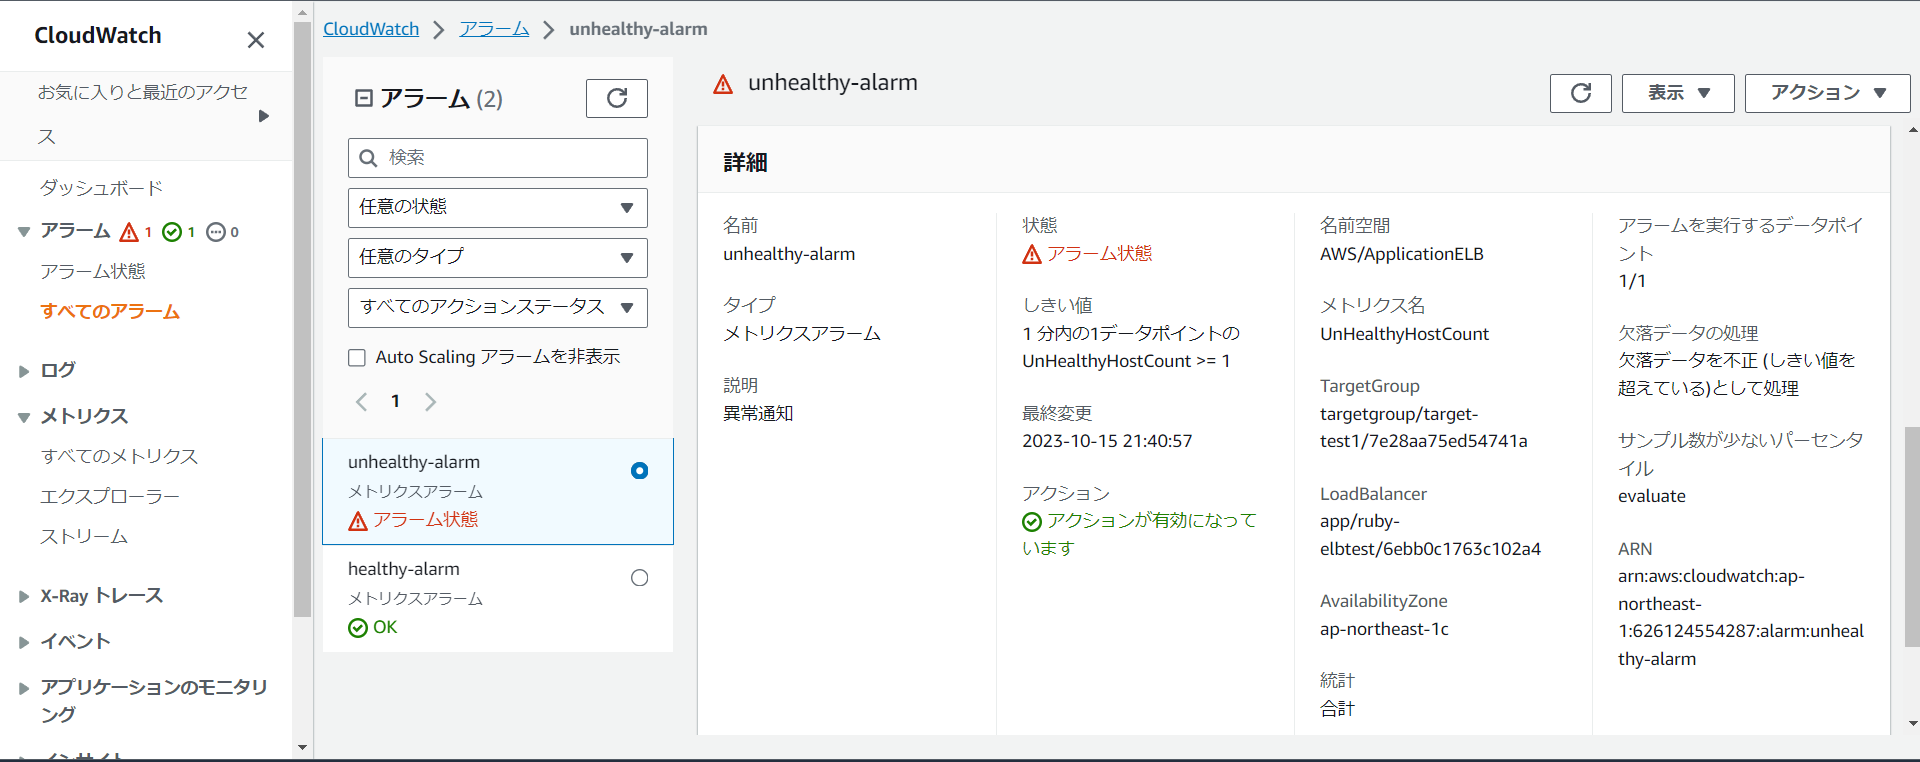 CloudWatch
お気に入りと最近のアクセ
ス
ダッシュボード
アラーム 1 1 0
アラーム状態
すべてのアラーム
ログ
メトリクス
すべてのメトリクス
エクスプローラー
ストリーム
X-Ray トレース
イベント
アプリケーションのモニタリ
ング
インサイト
CloudWatch > アラーム > unhealthy-alarm
アラーム (2)
検索
任意の状態
任意のタイプ
すべてのアクションステータス
Auto Scaling アラームを非表示
1
unhealthy-alarm
メトリクスアラーム
アラーム状態
healthy-alarm
メトリクスアラーム
OK
unhealthy-alarm
表示
アクション
詳細
名前
unhealthy-alarm
タイプ
メトリクスアラーム
説明
異常通知
状態
アラーム状態
しきい値
1 分内の1データポイントの
UnHealthyHostCount >= 1
最終変更
2023-10-15 21:40:57
アクション
アクションが有効になって
います
名前空間
AWS/ApplicationELB
メトリクス名
UnHealthyHostCount
TargetGroup
targetgroup/target-
test1/7e28aa75ed54741a
LoadBalancer
app/ruby-
elbtest/6ebb0c1763c102a4
AvailabilityZone
ap-northeast-1c
統計
合計
アラームを実行するデータポイ
ント
1/1
欠落データの処理
欠落データを不正 (しきい値を
超えている)として処理
サンプル数が少ないパーセンタ
イル
evaluate
ARN
arn:aws:cloudwatch:ap-
northeast-
1:626124554287:alarm:unheal
thy-alarm